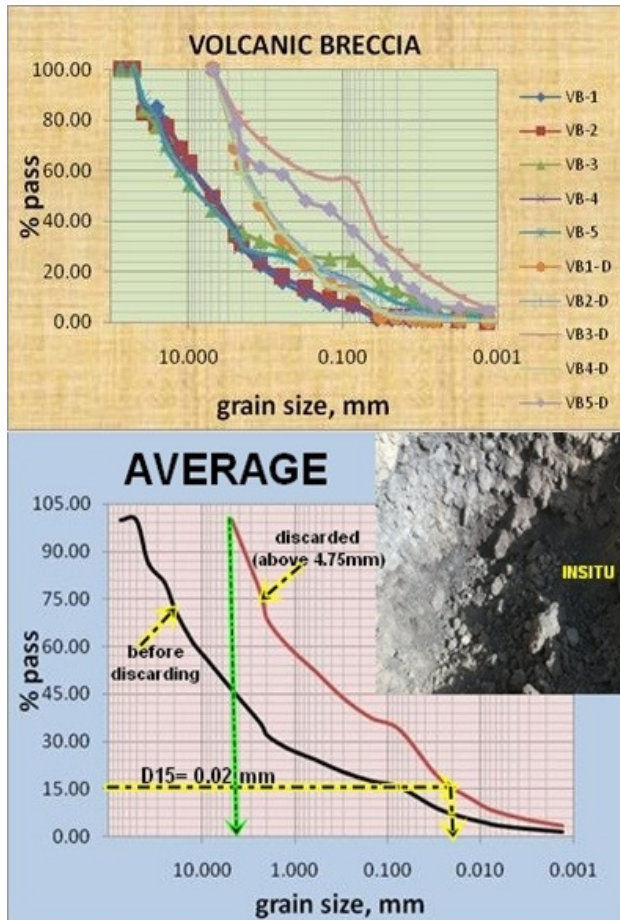 VOLCANIC BRECCIA
100.00
80.00
60.00
40.00
20.00
0.00
% pass
10.000 0.100 0.001
grain size, mm
VB-1
VB-2
VB-3
VB-4
VB-5
VB1-D
VB2-D
VB3-D
VB4-D
VB5-D
AVERAGE
105.00
90.00
75.00
60.00
45.00
30.00
15.00
0.00
% pass
discarded
(above 4.75mm)
before
discarding
D15= 0.02 mm
INSITU
10.000 1.000 0.100 0.010 0.001
grain size, mm